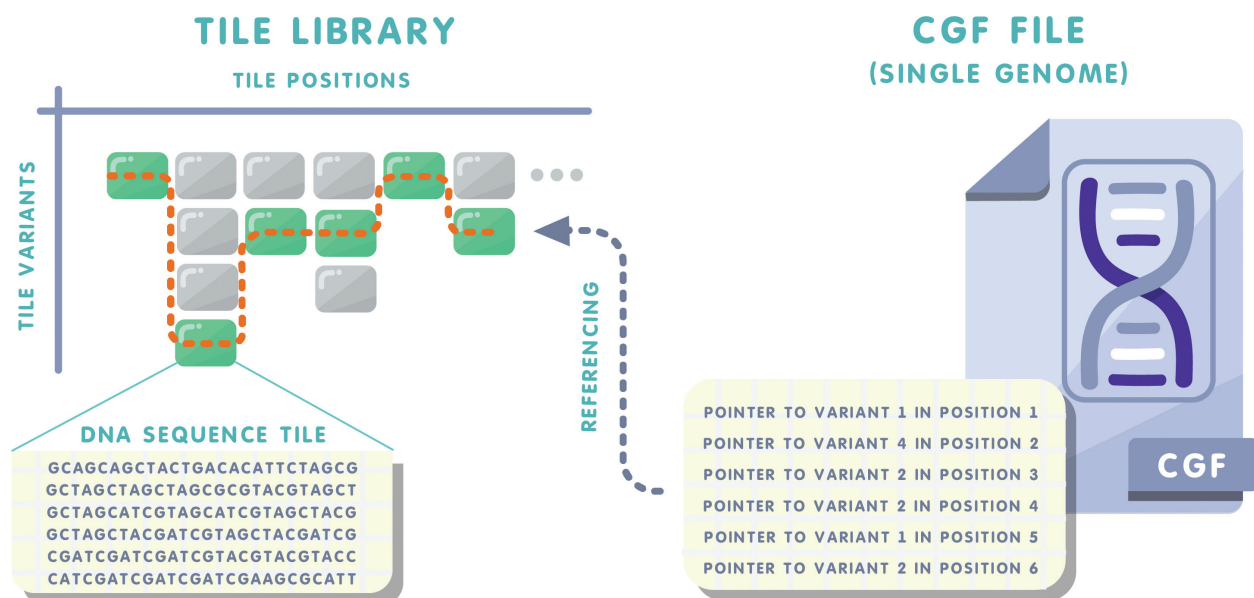 TILE LIBRARY
TILE POSITIONS
TILE VARIANTS
DNA SEQUENCE TILE
GCAGCAGCTACTGACACATTCTAGCG
GCTAGCTAGCTAGCGCGTACGTAGCT
GCTAGCATCGTAGCATCGTAGCTACG
GCTAGCTACGATCGTAGCTACGATCG
CGATCGATCGATCGTACGTACGTACC
CATCGATCGATCGATCGAAGCGCATT
REFERENCING
CGF FILE
(SINGLE GENOME)
CGF
POINTER TO VARIANT 1 IN POSITION 1
POINTER TO VARIANT 4 IN POSITION 2
POINTER TO VARIANT 2 IN POSITION 3
POINTER TO VARIANT 2 IN POSITION 4
POINTER TO VARIANT 1 IN POSITION 5
POINTER TO VARIANT 2 IN POSITION 6